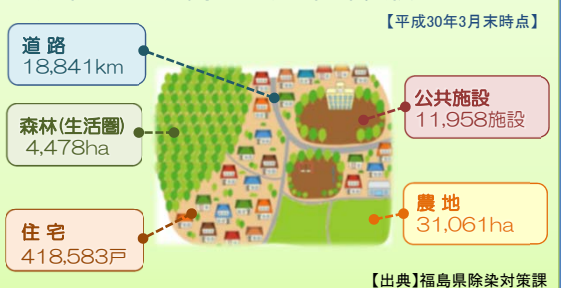 【平成30年3月末時点】
道路
18,841km
公共施設
11,958施設
森林(生活圏)
4,478ha
農地
31,061ha
住宅
418,583戸
【出典】福島県除染対策課